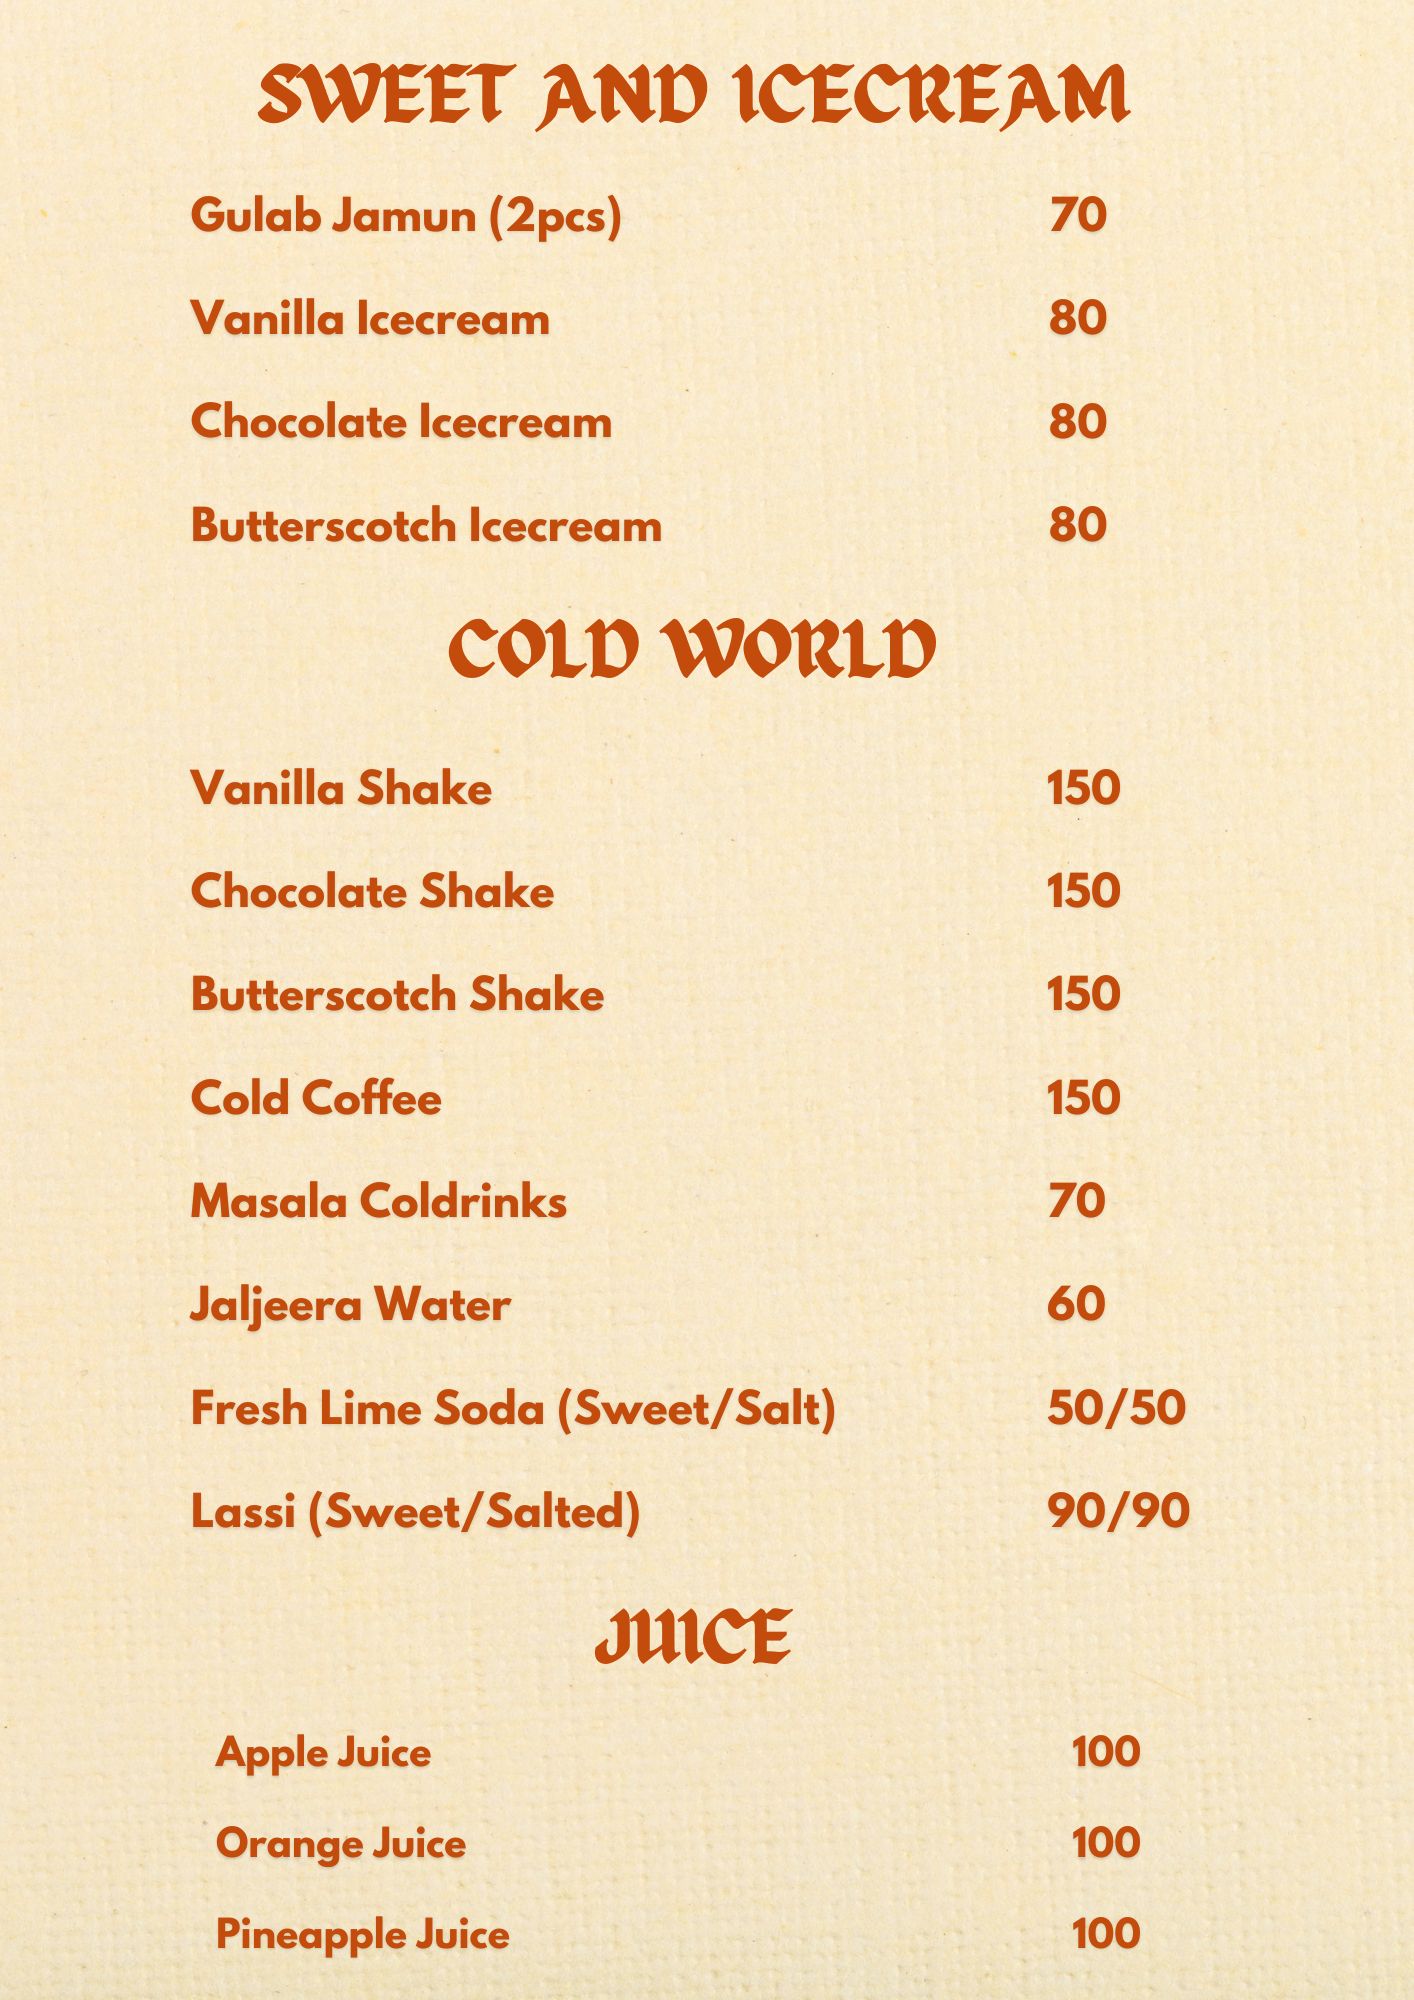 SWEET AND ICECREAM
Gulab Jamun (2pcs) 70
Vanilla Icecream 80
Chocolate Icecream 80
Butterscotch Icecream 80
COLD WORLD
Vanilla Shake 150
Chocolate Shake 150
Butterscotch Shake 150
Cold Coffee 150
Masala Coldrinks 70
Jaljeera Water 60
Fresh Lime Soda (Sweet/Salt) 50/50
Lassi (Sweet/Salted) 90/90
JUICE
Apple Juice 100
Orange Juice 100
Pineapple Juice 100